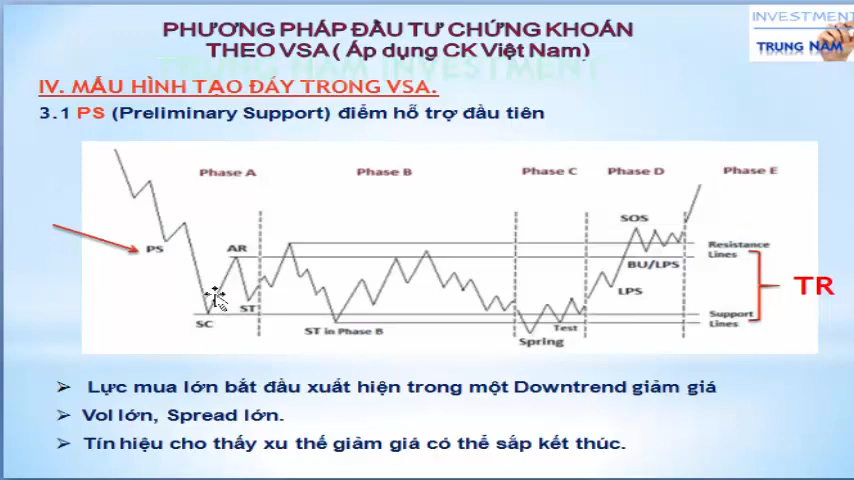 PHƯƠNG PHÁP ĐẦU TƯ CHỨNG KHOÁN
THEO VSA ( Áp dụng CK Việt Nam)
INVESTMENT
TRUNG NAM
TRUNG NAM INVESTMENT
IV. MẪU HÌNH TẠO ĐÁY TRONG VSA.
3.1 PS (Preliminary Support) điểm hỗ trợ đầu tiên
Phase A Phase B Phase C Phase D Phase E
SOS
PS AR Resistance
Lines
BU/LPS
TR
LPS
ST
SC ST in Phase B Test Support
Lines
Spring
Lực mua lớn bắt đầu xuất hiện trong một Downtrend giảm giá
Vol lớn, Spread lớn.
Tín hiệu cho thấy xu thế giảm giá có thể sắp kết thúc.